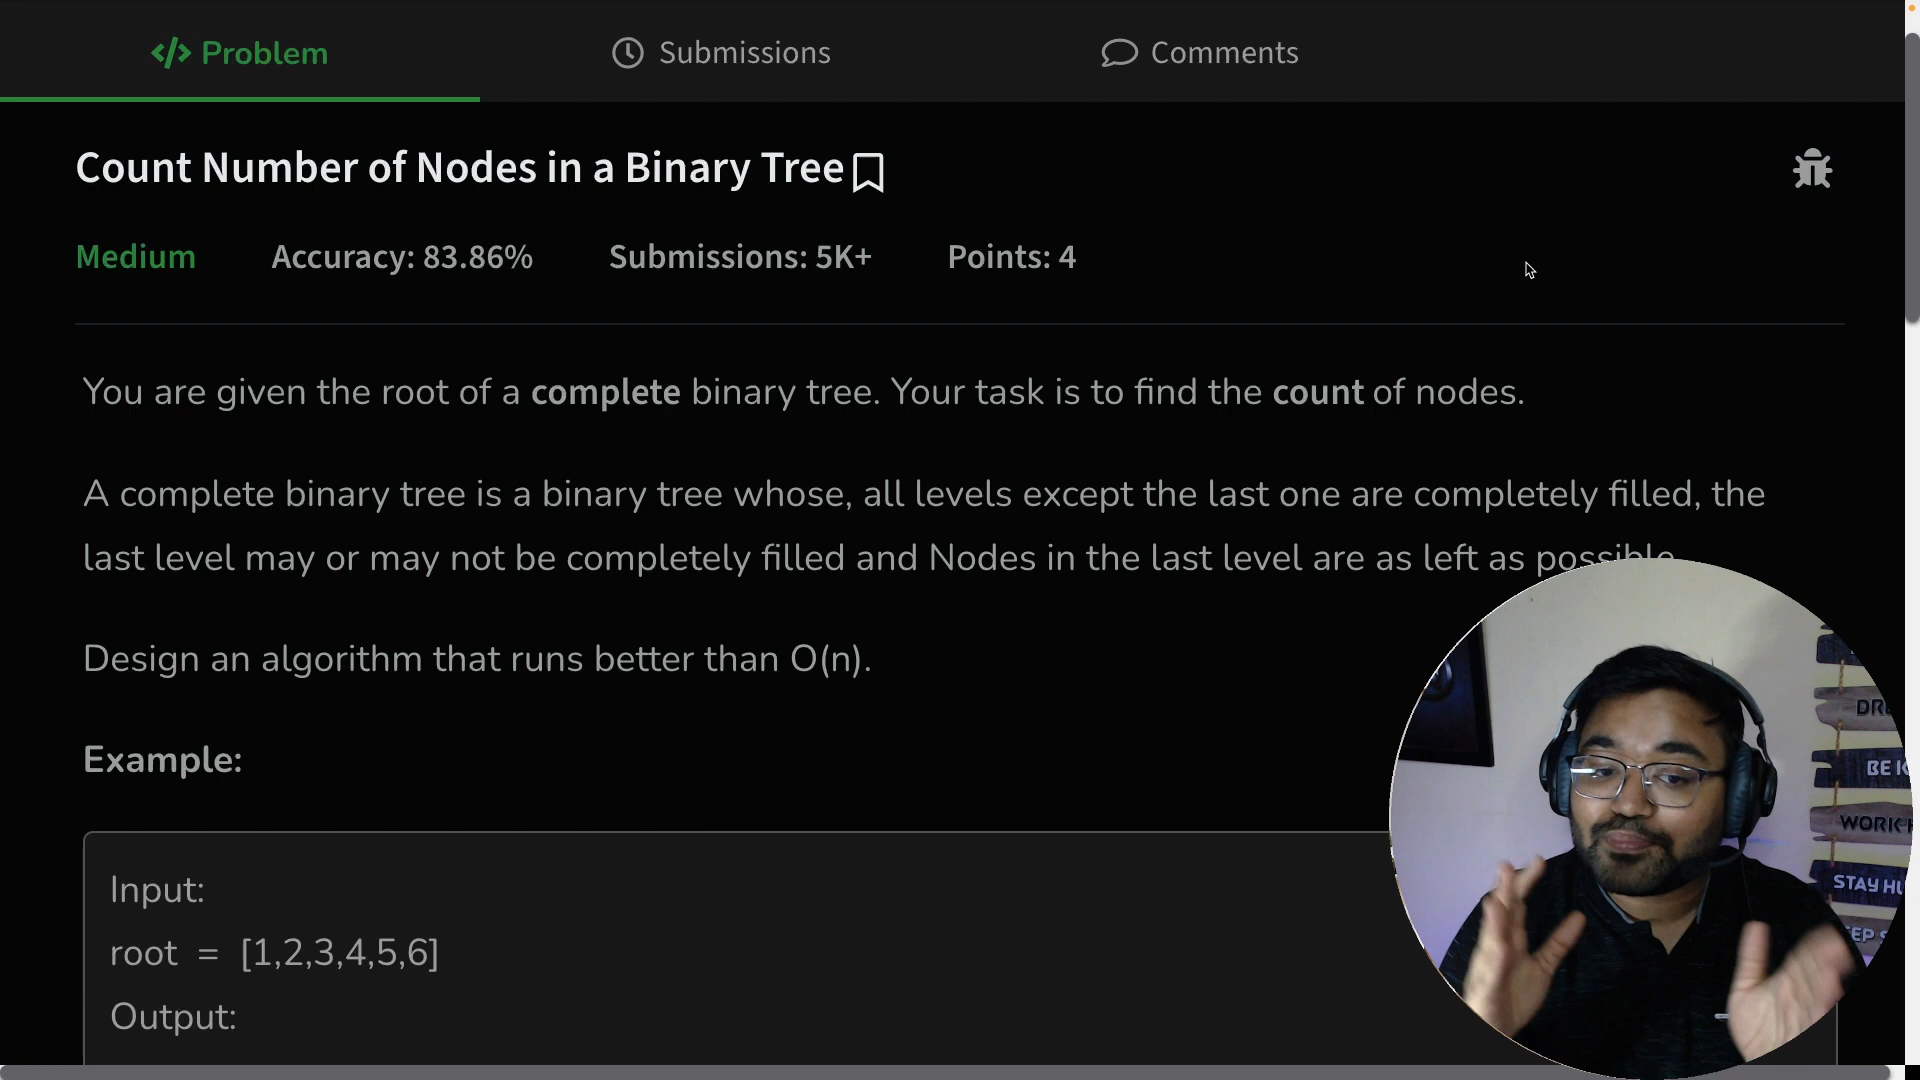 </> Problem
Submissions
Comments
Count Number of Nodes in a Binary Tree
Medium Accuracy: 83.86% Submissions: 5K+ Points: 4
You are given the root of a complete binary tree. Your task is to find the count of nodes.
A complete binary tree is a binary tree whose, all levels except the last one are completely filled, the
last level may or may not be completely filled and Nodes in the last level are as left as possible.
Design an algorithm that runs better than O(n).
Example:
Input:
root = [1,2,3,4,5,6]
Output:
BE
WORK
STAY